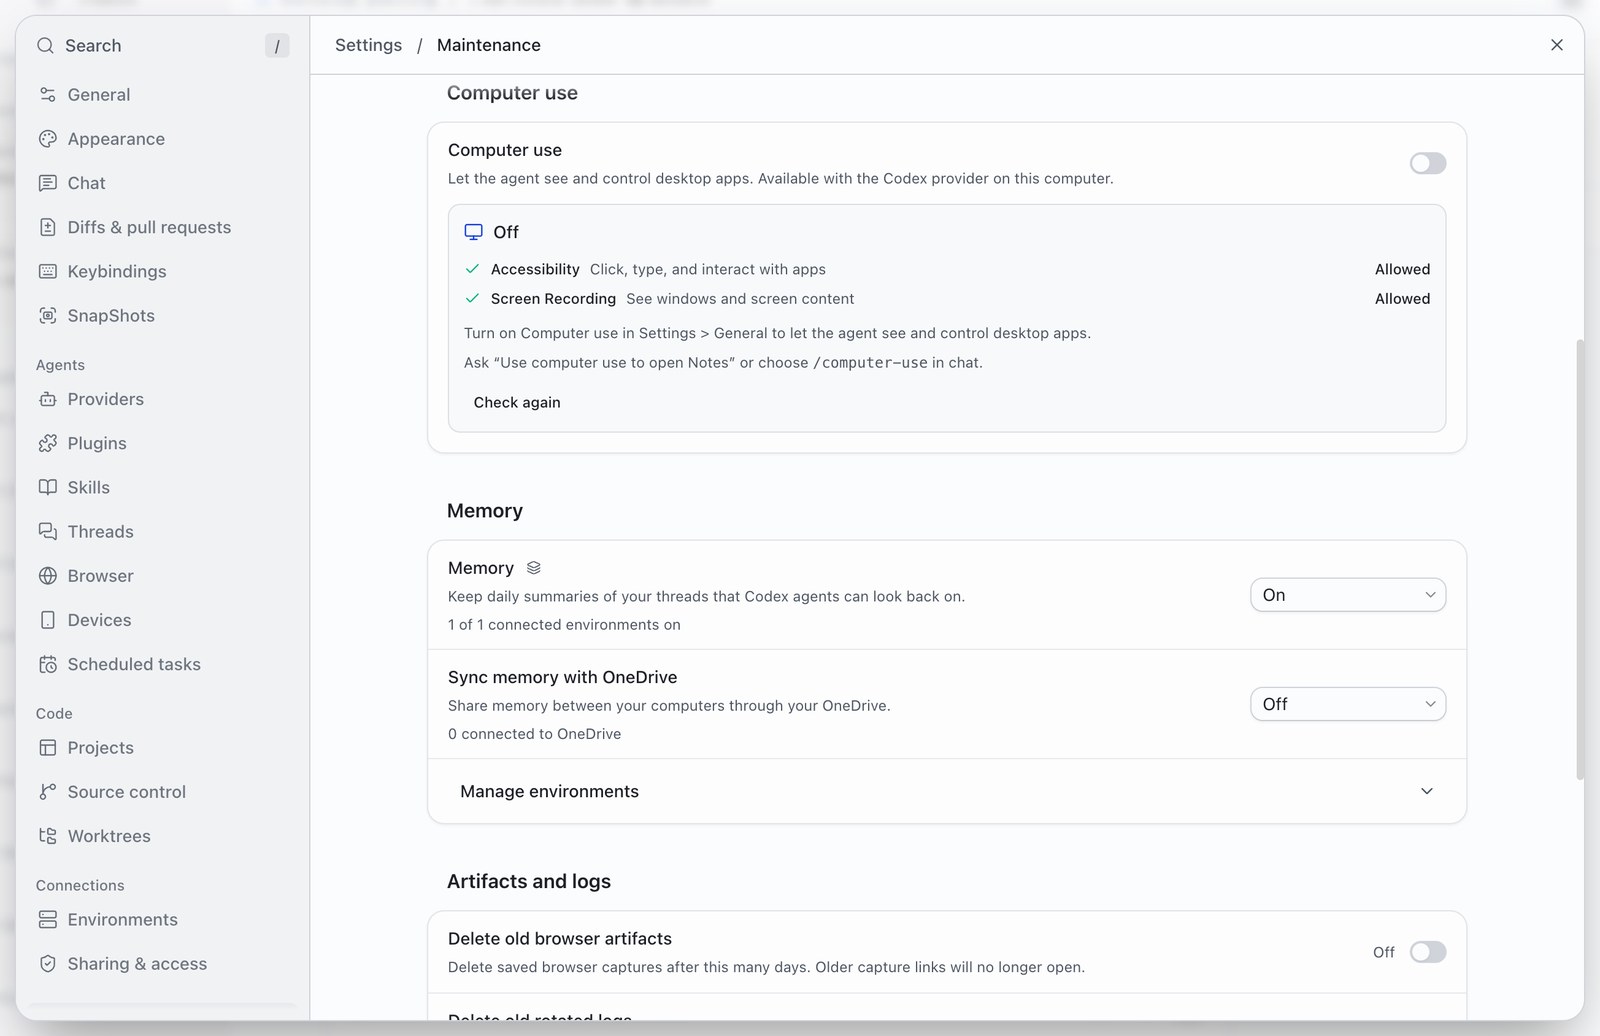 Search
/
Settings / Maintenance
General
Appearance
Chat
Diffs & pull requests
Keybindings
SnapShots
Agents
Providers
Plugins
Skills
Threads
Browser
Devices
Scheduled tasks
Code
Projects
Source control
Worktrees
Connections
Environments
Sharing & access
Computer use
Computer use
Let the agent see and control desktop apps. Available with the Codex provider on this computer.
Off
Accessibility Click, type, and interact with apps Allowed
Screen Recording See windows and screen content Allowed
Turn on Computer use in Settings > General to let the agent see and control desktop apps.
Ask “Use computer use to open Notes” or choose /computer-use in chat.
Check again
Memory
Memory
Keep daily summaries of your threads that Codex agents can look back on.
1 of 1 connected environments on
On
Sync memory with OneDrive
Share memory between your computers through your OneDrive.
0 connected to OneDrive
Off
Manage environments
Artifacts and logs
Delete old browser artifacts
Delete saved browser captures after this many days. Older capture links will no longer open.
Off
Delete old rotated logs